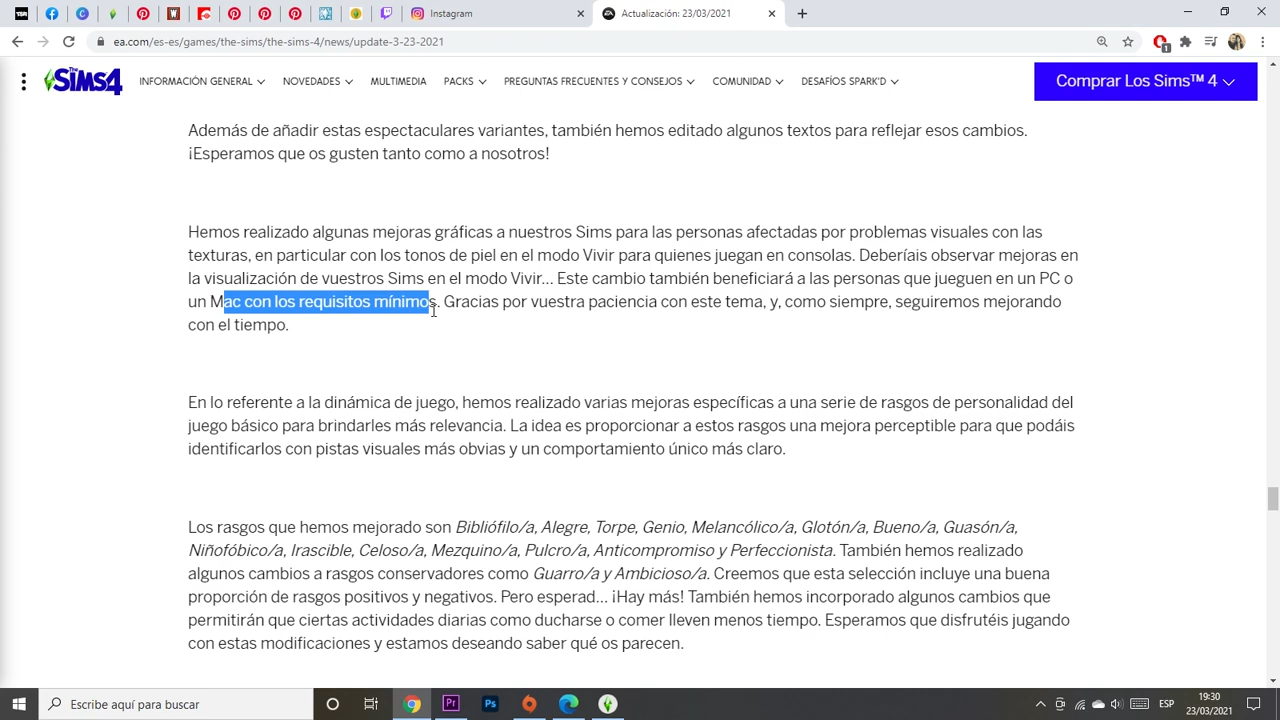 Instagram
Actualización: 23/03/2021
ea.com/es-es/games/the-sims/the-sims-4/news/update-3-23-2021
1
The Sims 4
INFORMACIÓN GENERAL
NOVEDADES
MULTIMEDIA
PACKS
PREGUNTAS FRECUENTES Y CONSEJOS
COMUNIDAD
DESAFÍOS SPARK'D
Comprar Los Sims™ 4
Además de añadir estas espectaculares variantes, también hemos editado algunos textos para reflejar esos cambios.
¡Esperamos que os gusten tanto como a nosotros!
Hemos realizado algunas mejoras gráficas a nuestros Sims para las personas afectadas por problemas visuales con las
texturas, en particular con los tonos de piel en el modo Vivir para quienes juegan en consolas. Deberíais observar mejoras en
la visualización de vuestros Sims en el modo Vivir... Este cambio también beneficiará a las personas que jueguen en un PC o
un Mac con los requisitos mínimos. Gracias por vuestra paciencia con este tema, y, como siempre, seguiremos mejorando
con el tiempo.
En lo referente a la dinámica de juego, hemos realizado varias mejoras específicas a una serie de rasgos de personalidad del
juego básico para brindarles más relevancia. La idea es proporcionar a estos rasgos una mejora perceptible para que podáis
identificarlos con pistas visuales más obvias y un comportamiento único más claro.
Los rasgos que hemos mejorado son Bibliófilo/a, Alegre, Torpe, Genio, Melancólico/a, Glotón/a, Bueno/a, Guasón/a,
Niñofóbico/a, Irascible, Celoso/a, Mezquino/a, Pulcro/a, Anticompromiso y Perfeccionista. También hemos realizado
algunos cambios a rasgos conservadores como Guarro/a y Ambicioso/a. Creemos que esta selección incluye una buena
proporción de rasgos positivos y negativos. Pero esperad... ¡Hay más! También hemos incorporado algunos cambios que
permitirán que ciertas actividades diarias como ducharse o comer lleven menos tiempo. Esperamos que disfrutéis jugando
con estas modificaciones y estamos deseando saber qué os parecen.
Escribe aquí para buscar
Pr
Ps
ESP
19:30
23/03/2021